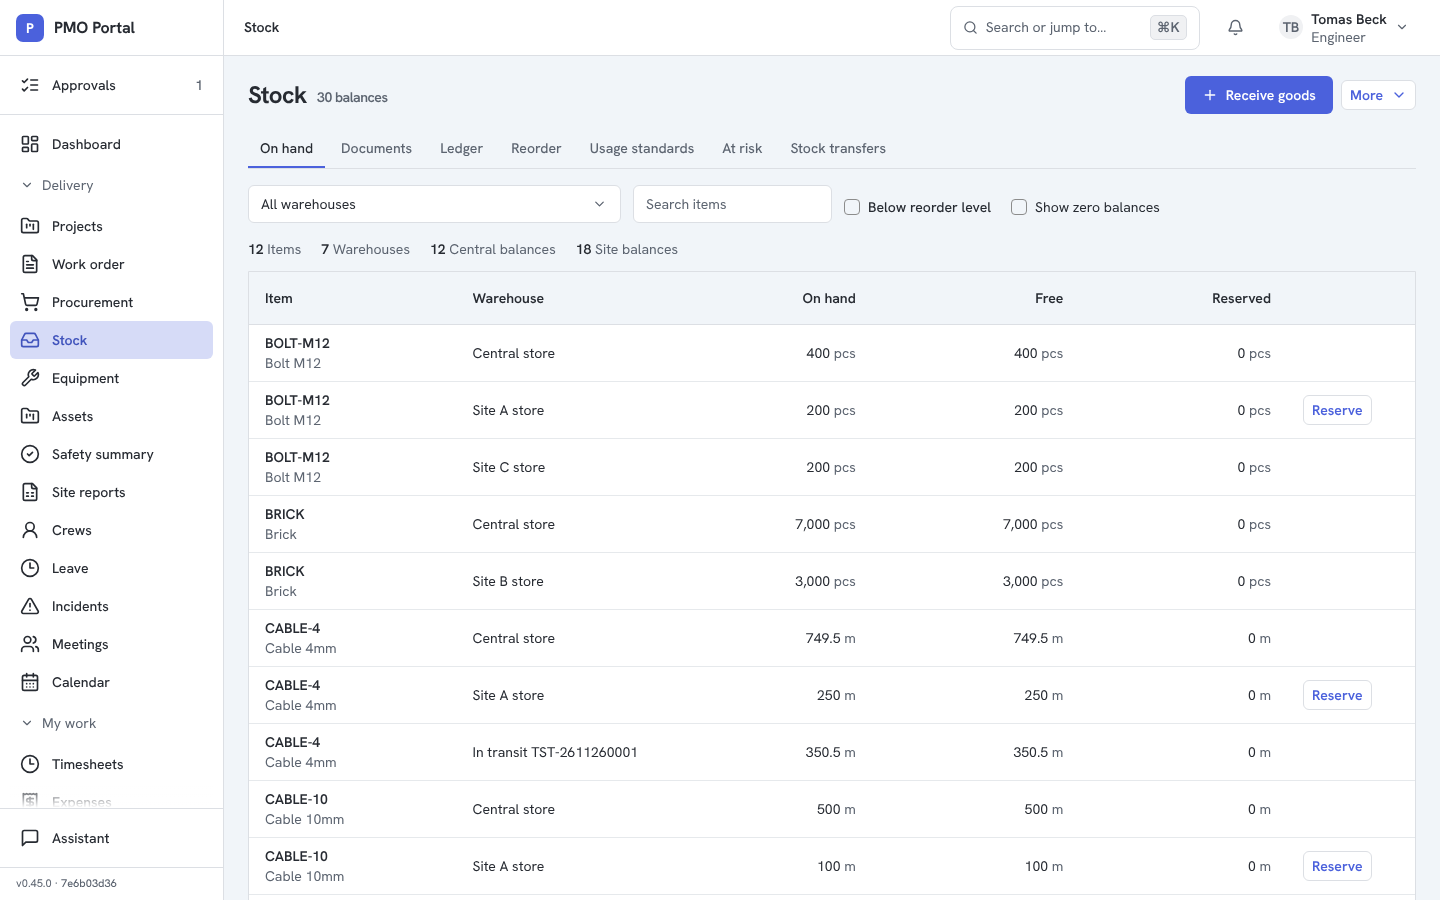 P PMO Portal
Stock
Search or jump to... ⌘K
TB
Tomas Beck
Engineer
Approvals 1
Dashboard
Delivery
Projects
Work order
Procurement
Stock
Equipment
Assets
Safety summary
Site reports
Crews
Leave
Incidents
Meetings
Calendar
My work
Timesheets
Expenses
Assistant
v0.45.0 · 7e6b03d36
Stock 30 balances
Receive goods
More
On hand Documents Ledger Reorder Usage standards At risk Stock transfers
All warehouses
Search items
Below reorder level
Show zero balances
12 Items 7 Warehouses 12 Central balances 18 Site balances
Item Warehouse On hand Free Reserved
BOLT-M12
Bolt M12
Central store 400 pcs 400 pcs 0 pcs
BOLT-M12
Bolt M12
Site A store 200 pcs 200 pcs 0 pcs Reserve
BOLT-M12
Bolt M12
Site C store 200 pcs 200 pcs 0 pcs
BRICK
Brick
Central store 7,000 pcs 7,000 pcs 0 pcs
BRICK
Brick
Site B store 3,000 pcs 3,000 pcs 0 pcs
CABLE-4
Cable 4mm
Central store 749.5 m 749.5 m 0 m
CABLE-4
Cable 4mm
Site A store 250 m 250 m 0 m Reserve
CABLE-4
Cable 4mm
In transit TST-2611260001 350.5 m 350.5 m 0 m
CABLE-10
Cable 10mm
Central store 500 m 500 m 0 m
CABLE-10
Cable 10mm
Site A store 100 m 100 m 0 m Reserve